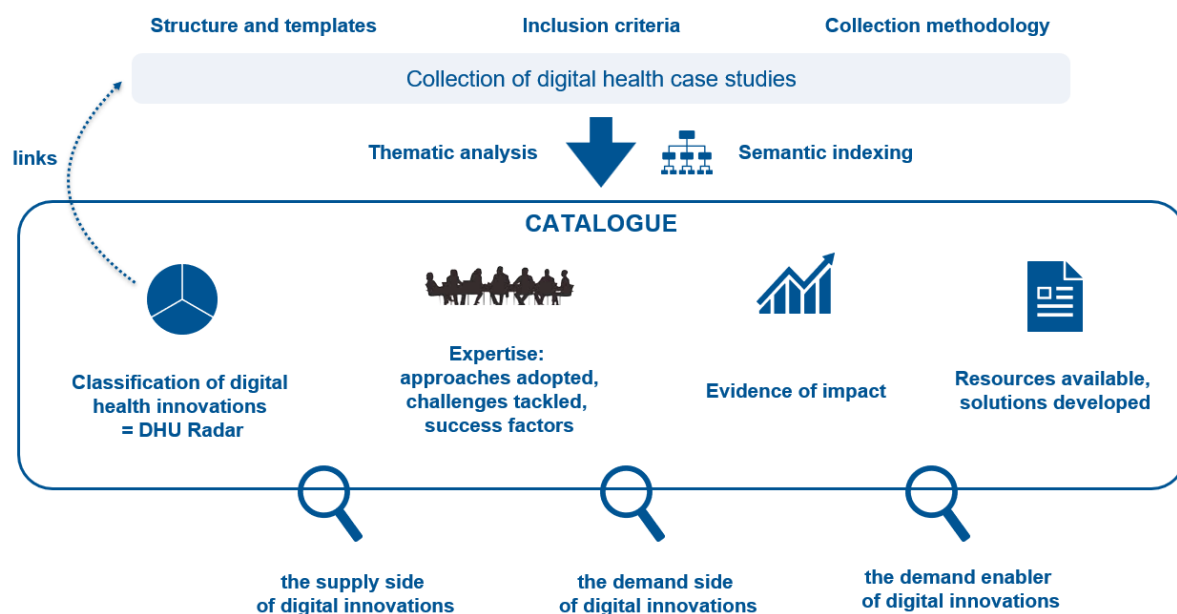 Structure and templates
Inclusion criteria
Collection methodology
Collection of digital health case studies
links
Thematic analysis
Semantic indexing
CATALOGUE
Classification of digital
health innovations
= DHU Radar
Expertise:
approaches adopted,
challenges tackled,
success factors
Evidence of impact
Resources available,
solutions developed
the supply side
of digital innovations
the demand side
of digital innovations
the demand enabler
of digital innovations